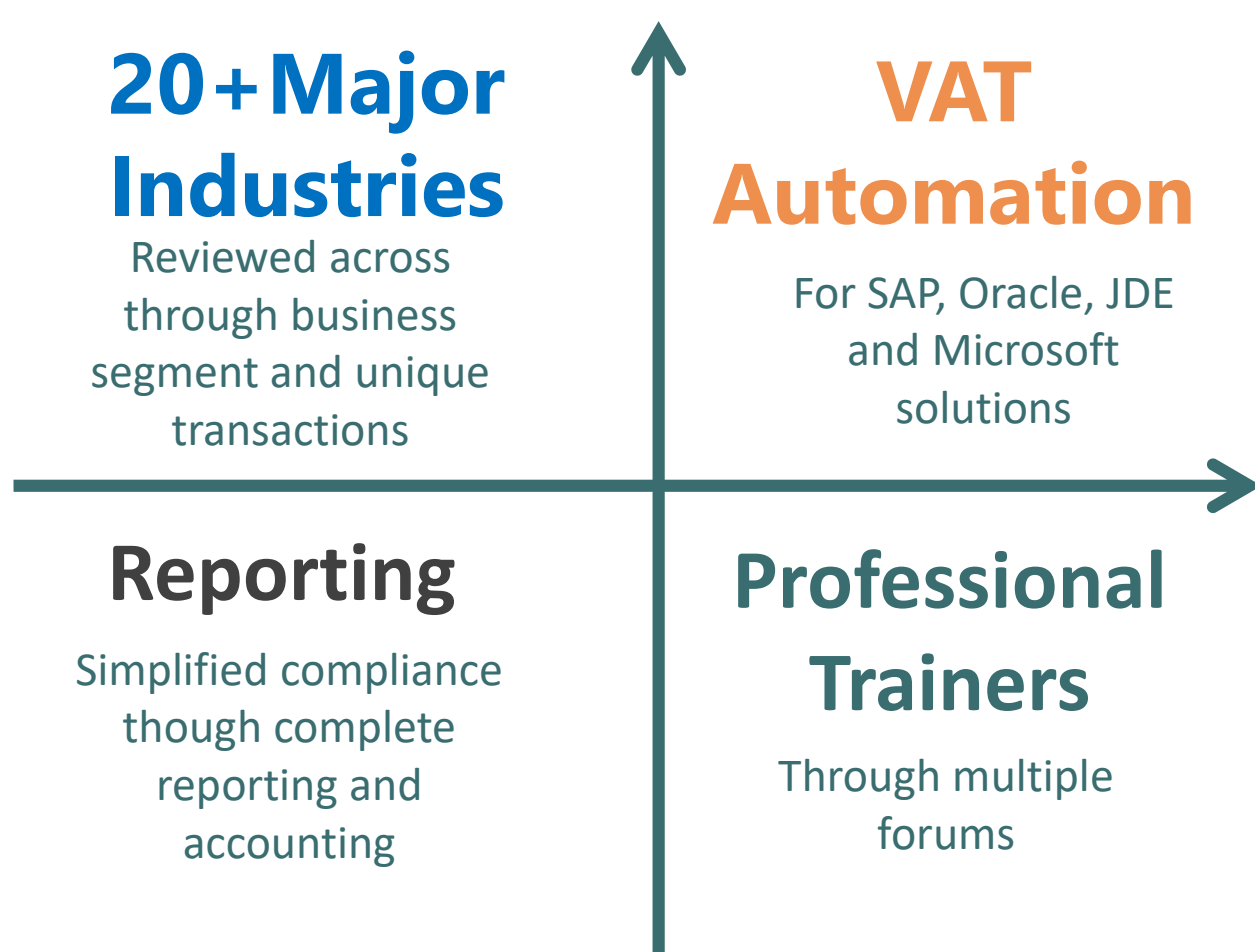 20+Major
Industries
Reviewed across
through business
segment and unique
transactions
VAT
Automation
For SAP, Oracle, JDE
and Microsoft
solutions
Reporting
Simplified compliance
though complete
reporting and
accounting
Professional
Trainers
Through multiple
forums